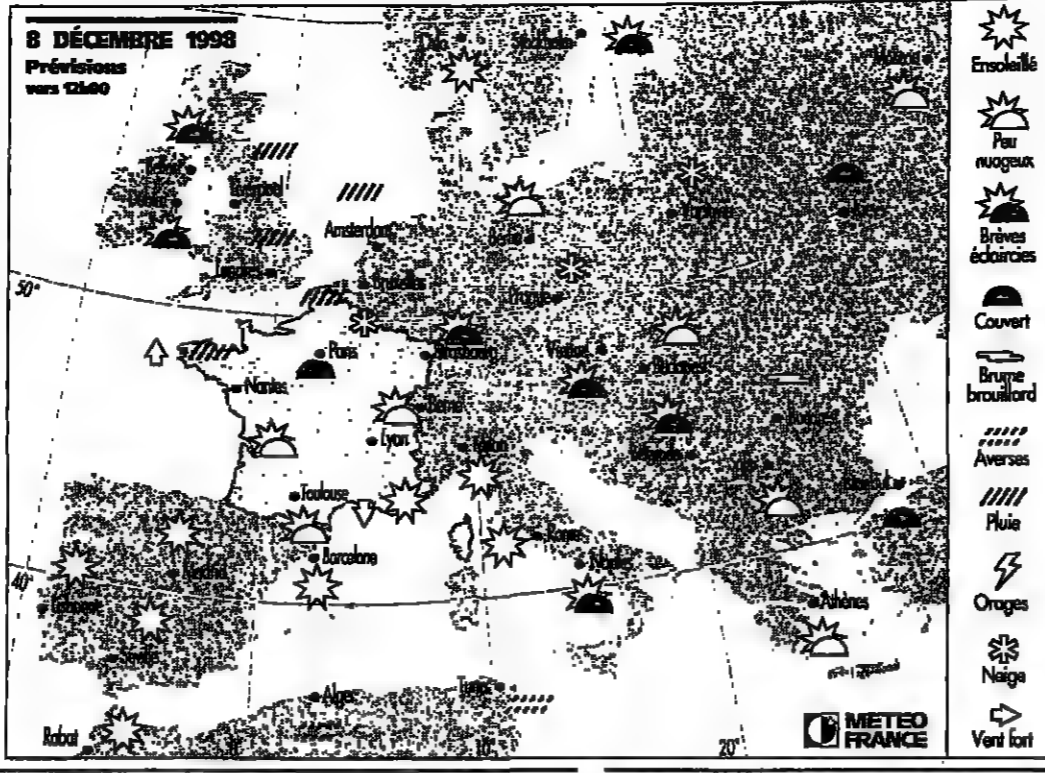 8 DÉCEMBRE 1998
Prévisions
vers 12h00
Oslo
Stockholm
Belfast
Liverpool
Dublin
Amsterdam
Berlin
Varsovie
Kiev
Londres
Bruxelles
Prague
50°
Paris
Strasbourg
Vienne
Budapest
Nantes
Berne
Bucarest
Lyon
Milan
Belgrade
Toulouse
Istanbul
Barcelone
Rome
40°
Madrid
Naples
Lisbonne
Athènes
Séville
Alger
Tunis
Rabat
0°
10°
20°
METEO
FRANCE
Ensoleillé
Peu
nuageux
Brèves
éclaircies
Couvert
Brume
brouillard
Averses
Pluie
Orages
Neige
Vent fort